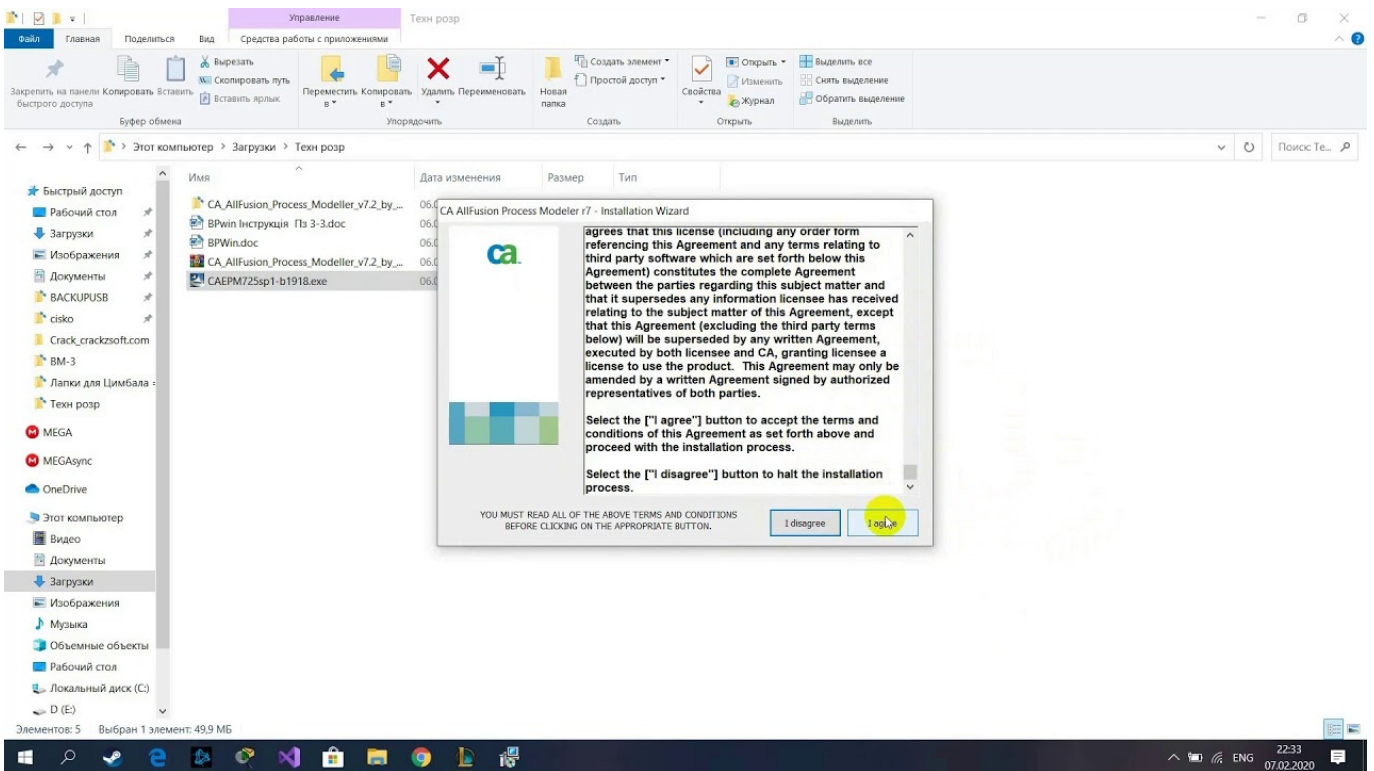 Управление
Техн розр
Файл
Главная
Поделиться
Вид
Средства работы с приложениями
Закрепить на панели
быстрого доступа
Копировать
Вставить
Вырезать
Скопировать путь
Вставить ярлык
Буфер обмена
Переместить
в
Копировать
в
Удалить
Переименовать
Упорядочить
Новая
папка
Создать элемент
Простой доступ
Создать
Свойства
Открыть
Изменить
Журнал
Открыть
Выделить все
Снять выделение
Обратить выделение
Выделить
Этот компьютер > Загрузки > Техн розр
Поиск: Те...
Имя
Дата изменения
Размер
Тип
Быстрый доступ
Рабочий стол
Загрузки
Изображения
Документы
BACKUPUSB
cisko
Crack_crackzsoft.com
ВМ-3
Лапки для Цимбала
Техн розр
MEGA
MEGAsync
OneDrive
Этот компьютер
Видео
Документы
Загрузки
Изображения
Музыка
Объемные объекты
Рабочий стол
Локальный диск (C:)
D (E:)
CA_AllFusion_Process_Modeller_v7.2_by_...
BPwin Інструкція Пз 3-3.doc
BPWin.doc
CA_AllFusion_Process_Modeller_v7.2_by_...
CAEPM725sp1-b1918.exe
CA AllFusion Process Modeler r7 - Installation Wizard
ca
agrees that this license (including any order form
referencing this Agreement and any terms relating to
third party software which are set forth below this
Agreement) constitutes the complete Agreement
between the parties regarding this subject matter and
that it supersedes any information licensee has received
relating to the subject matter of this Agreement, except
that this Agreement (excluding the third party terms
below) will be superseded by any written Agreement,
executed by both licensee and CA, granting licensee a
license to use the product. This Agreement may only be
amended by a written Agreement signed by authorized
representatives of both parties.
Select the ["I agree"] button to accept the terms and
conditions of this Agreement as set forth above and
proceed with the installation process.
Select the ["I disagree"] button to halt the installation
process.
YOU MUST READ ALL OF THE ABOVE TERMS AND CONDITIONS
BEFORE CLICKING ON THE APPROPRIATE BUTTON.
I disagree
I agree
Элементов: 5
Выбран 1 элемент: 49,9 МБ
ENG
22:33
07.02.2020